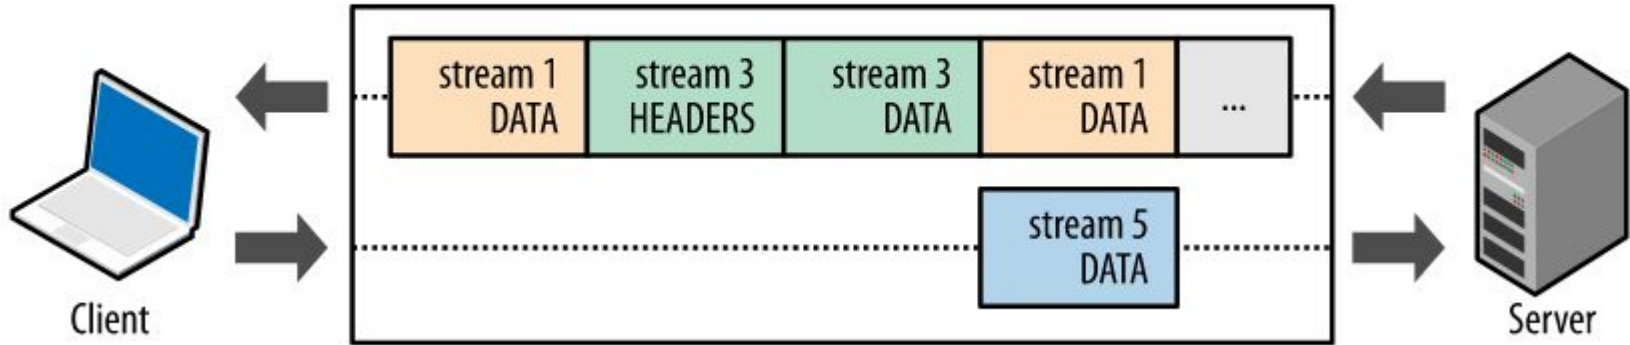 stream 1
DATA
stream 3
HEADERS
stream 3
DATA
stream 1
DATA
...
stream 5
DATA
Client
Server